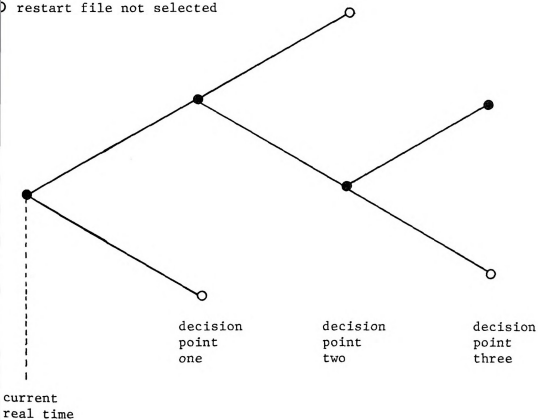 restart file not selected
decision
point
one
decision
point
two
decision
point
three
current
real time